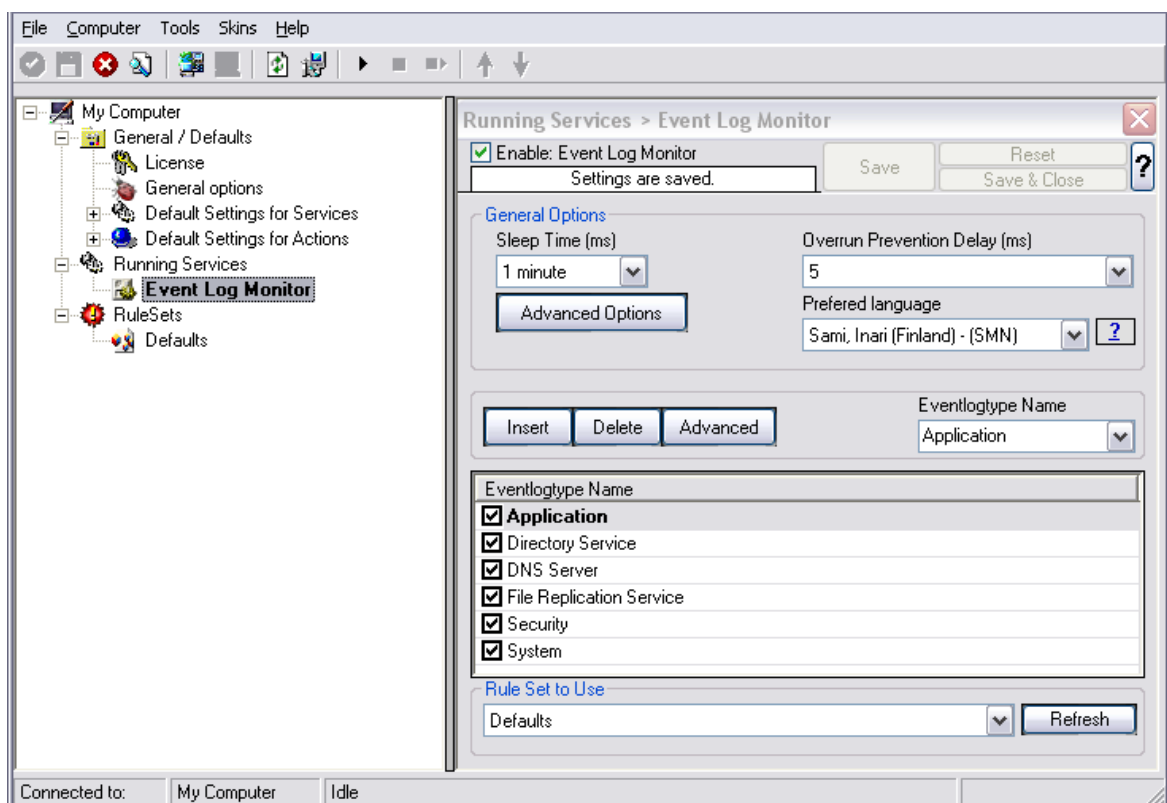 File Computer Tools Skins Help
My Computer
General / Defaults
License
General options
Default Settings for Services
Default Settings for Actions
Running Services
Event Log Monitor
RuleSets
Defaults
Running Services > Event Log Monitor
Enable: Event Log Monitor
Settings are saved.
Save
Reset
Save & Close
?
General Options
Sleep Time (ms)
1 minute
Advanced Options
Overrun Prevention Delay (ms)
5
Prefered language
Sami, Inari (Finland) - (SMN)
?
Insert Delete Advanced
Eventlogtype Name
Application
Eventlogtype Name
Application
Directory Service
DNS Server
File Replication Service
Security
System
Rule Set to Use
Defaults
Refresh
Connected to: My Computer Idle